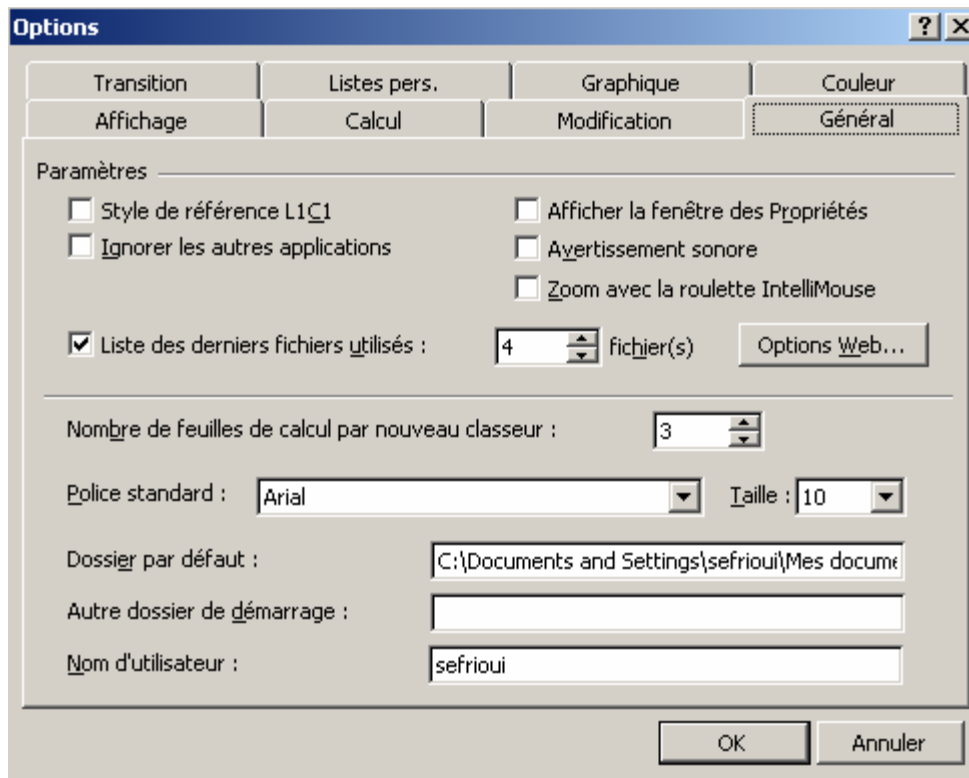 Options
Transition Listes pers. Graphique Couleur
Affichage Calcul Modification Général
Paramètres
Style de référence L1C1 Afficher la fenêtre des Propriétés
Ignorer les autres applications Avertissement sonore
Zoom avec la roulette IntelliMouse
Liste des derniers fichiers utilisés : 4 fichier(s) Options Web...
Nombre de feuilles de calcul par nouveau classeur : 3
Police standard : Arial Taille : 10
Dossier par défaut : C:\Documents and Settings\sefrioui\Mes docume
Autre dossier de démarrage :
Nom d'utilisateur : sefrioui
OK Annuler